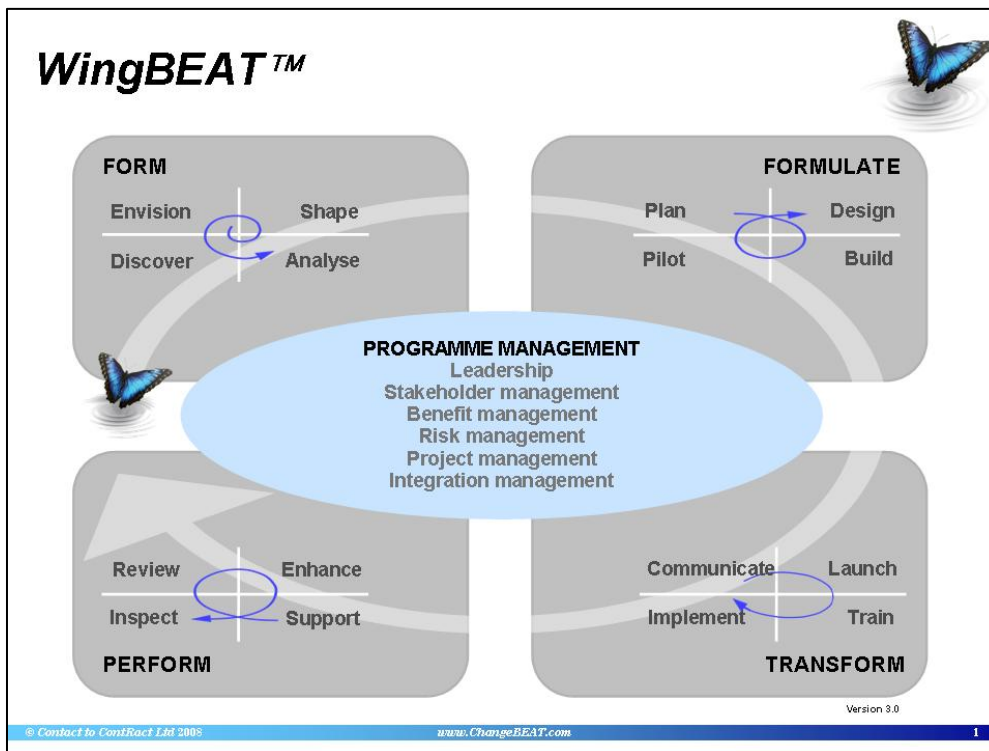 WingBEAT™
FORM
Envision Shape
Discover Analyse
FORMULATE
Plan Design
Pilot Build
PROGRAMME MANAGEMENT
Leadership
Stakeholder management
Benefit management
Risk management
Project management
Integration management
Review Enhance
Inspect Support
PERFORM
Communicate Launch
Implement Train
TRANSFORM
Version 3.0
© Contact to ContRact Ltd 2008 www.ChangeBEAT.com 1